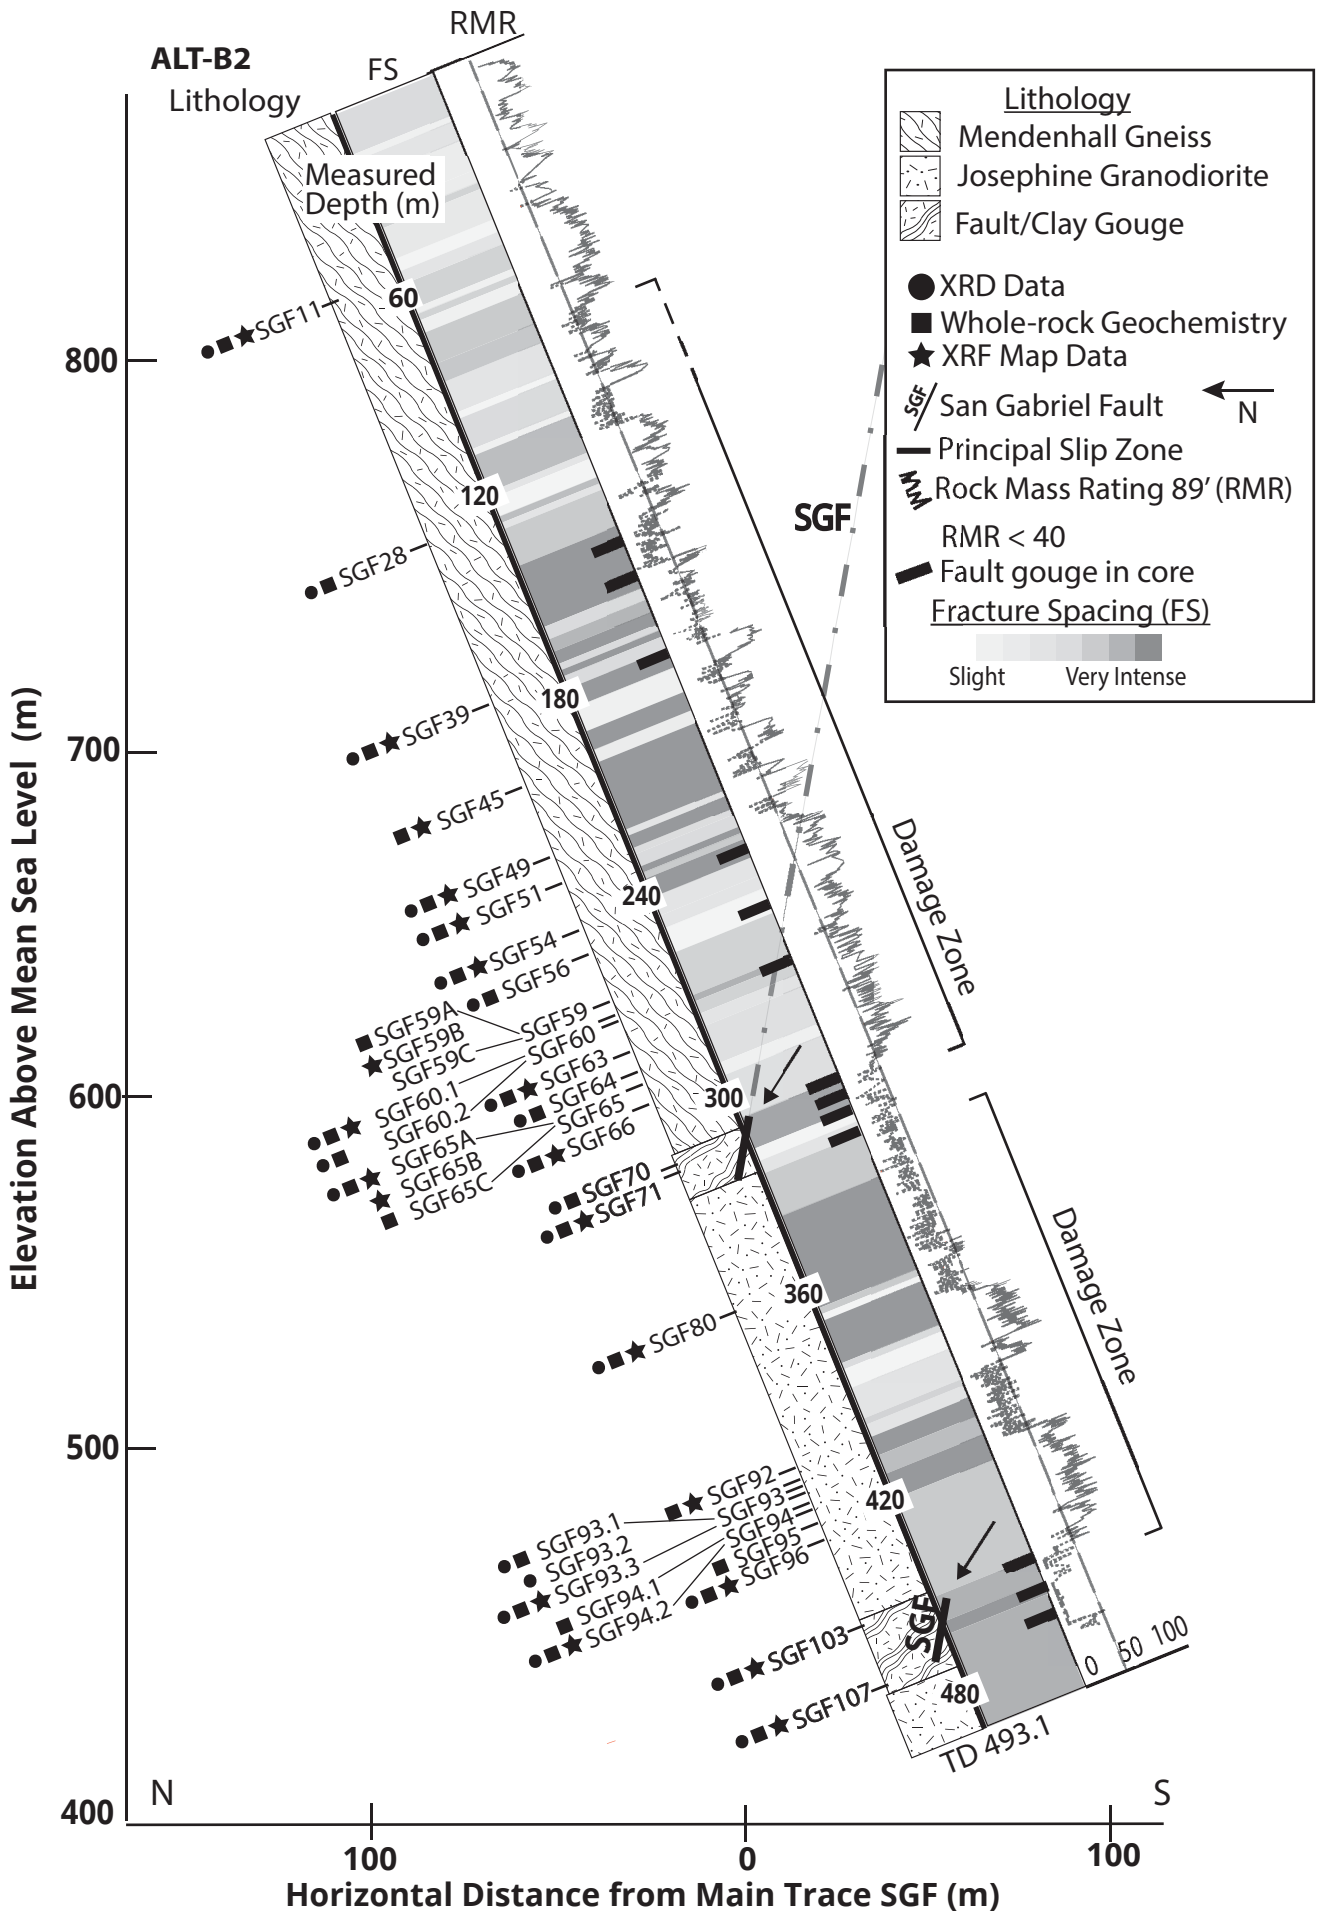 RMR
ALT-B2
FS
Lithology
Measured
Depth (m)
Lithology
Mendenhall Gneiss
Josephine Granodiorite
Fault/Clay Gouge
XRD Data
Whole-rock Geochemistry
XRF Map Data
SGF
San Gabriel Fault
N
Principal Slip Zone
Rock Mass Rating 89’ (RMR)
RMR < 40
Fault gouge in core
Fracture Spacing (FS)
Slight
Very Intense
Elevation Above Mean Sea Level (m)
800
700
600
500
400
60
120
180
240
300
360
420
480
TD 493.1
SGF
SGF
Damage Zone
Damage Zone
0 50 100
SGF11
SGF28
SGF39
SGF45
SGF49
SGF51
SGF54
SGF56
SGF59A
SGF59B
SGF59C
SGF59
SGF60
SGF60.1
SGF60.2
SGF63
SGF64
SGF65
SGF65A
SGF65B
SGF65C
SGF66
SGF70
SGF71
SGF80
SGF92
SGF93
SGF94
SGF95
SGF96
SGF93.1
SGF93.2
SGF93.3
SGF94.1
SGF94.2
SGF103
SGF107
N
S
100
0
100
Horizontal Distance from Main Trace SGF (m)